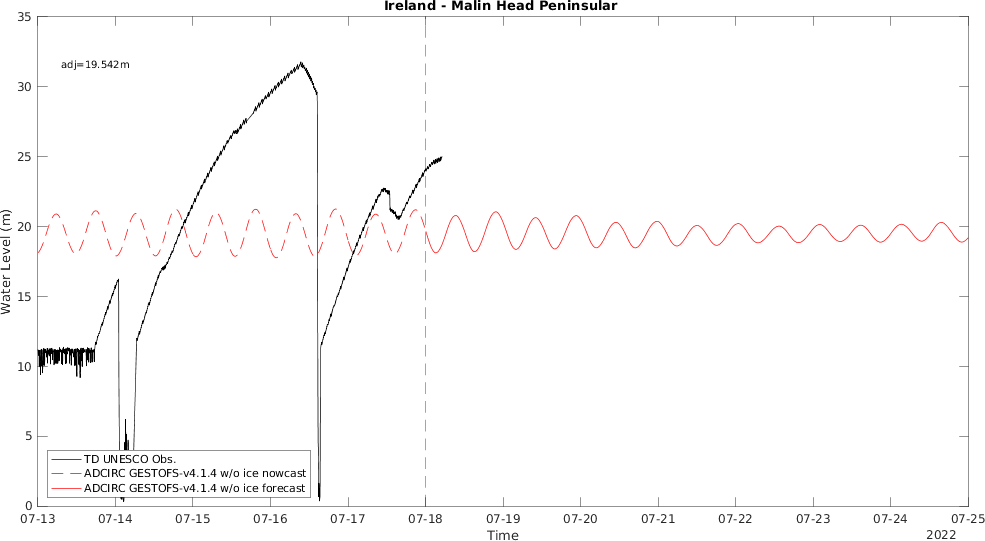 Ireland - Malin Head Peninsular
adj=19.542m
Water Level (m)
35
30
25
20
15
10
5
0
TD UNESCO Obs.
ADCIRC GESTOFS-v4.1.4 w/o ice nowcast
ADCIRC GESTOFS-v4.1.4 w/o ice forecast
07-13 07-14 07-15 07-16 07-17 07-18 07-19 07-20 07-21 07-22 07-23 07-24 07-25
Time
2022